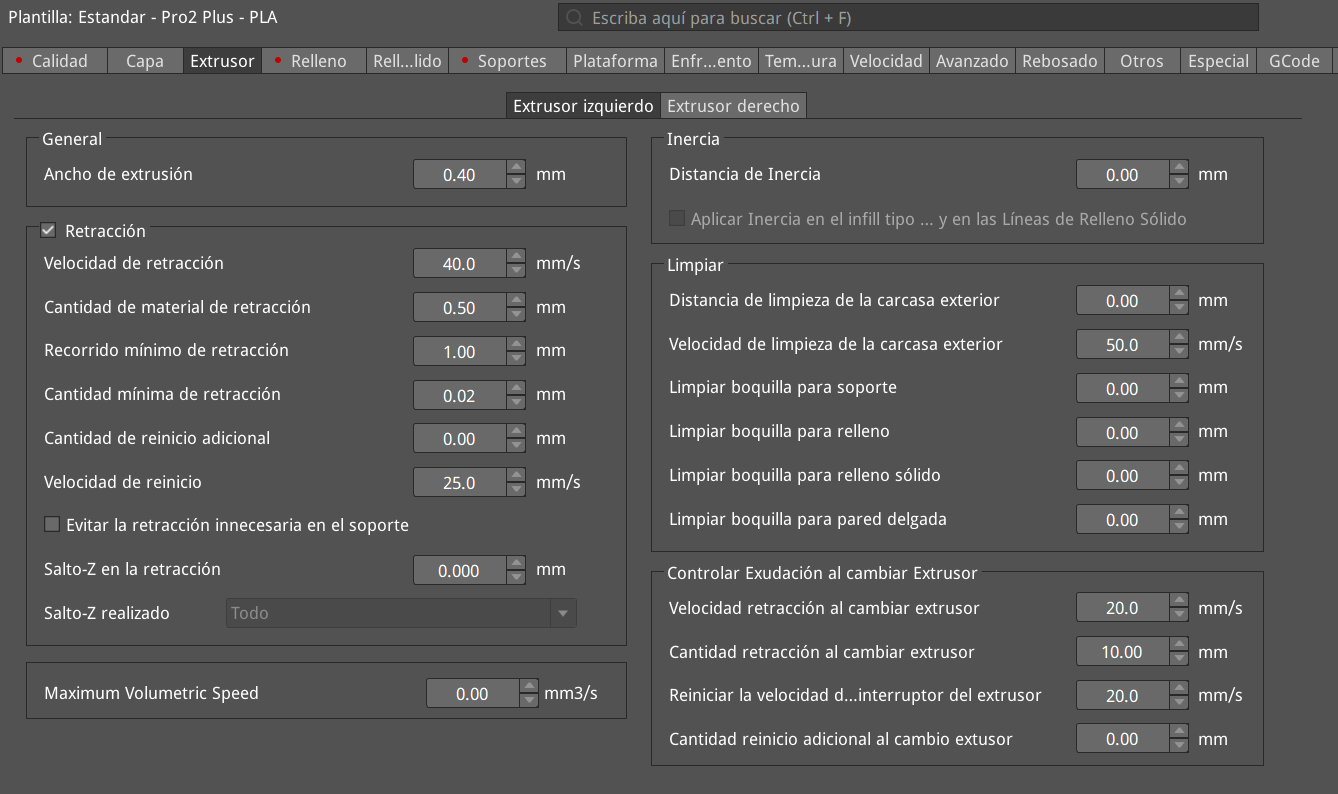 Plantilla: Estandar - Pro2 Plus - PLA
Escriba aquí para buscar (Ctrl + F)
Calidad Capa Extrusor Relleno Rell...lido Soportes Plataforma Enfr...ento Tem...ura Velocidad Avanzado Rebosado Otros Especial GCode
Extrusor izquierdo Extrusor derecho
General
Ancho de extrusión 0.40 mm
Retracción
Velocidad de retracción 40.0 mm/s
Cantidad de material de retracción 0.50 mm
Recorrido mínimo de retracción 1.00 mm
Cantidad mínima de retracción 0.02 mm
Cantidad de reinicio adicional 0.00 mm
Velocidad de reinicio 25.0 mm/s
Evitar la retracción innecesaria en el soporte
Salto-Z en la retracción 0.000 mm
Salto-Z realizado Todo
Maximum Volumetric Speed 0.00 mm3/s
Inercia
Distancia de Inercia 0.00 mm
Aplicar Inercia en el infill tipo ... y en las Líneas de Relleno Sólido
Limpiar
Distancia de limpieza de la carcasa exterior 0.00 mm
Velocidad de limpieza de la carcasa exterior 50.0 mm/s
Limpiar boquilla para soporte 0.00 mm
Limpiar boquilla para relleno 0.00 mm
Limpiar boquilla para relleno sólido 0.00 mm
Limpiar boquilla para pared delgada 0.00 mm
Controlar Exudación al cambiar Extrusor
Velocidad retracción al cambiar extrusor 20.0 mm/s
Cantidad retracción al cambiar extrusor 10.00 mm
Reiniciar la velocidad d...interruptor del extrusor 20.0 mm/s
Cantidad reinicio adicional al cambio extusor 0.00 mm